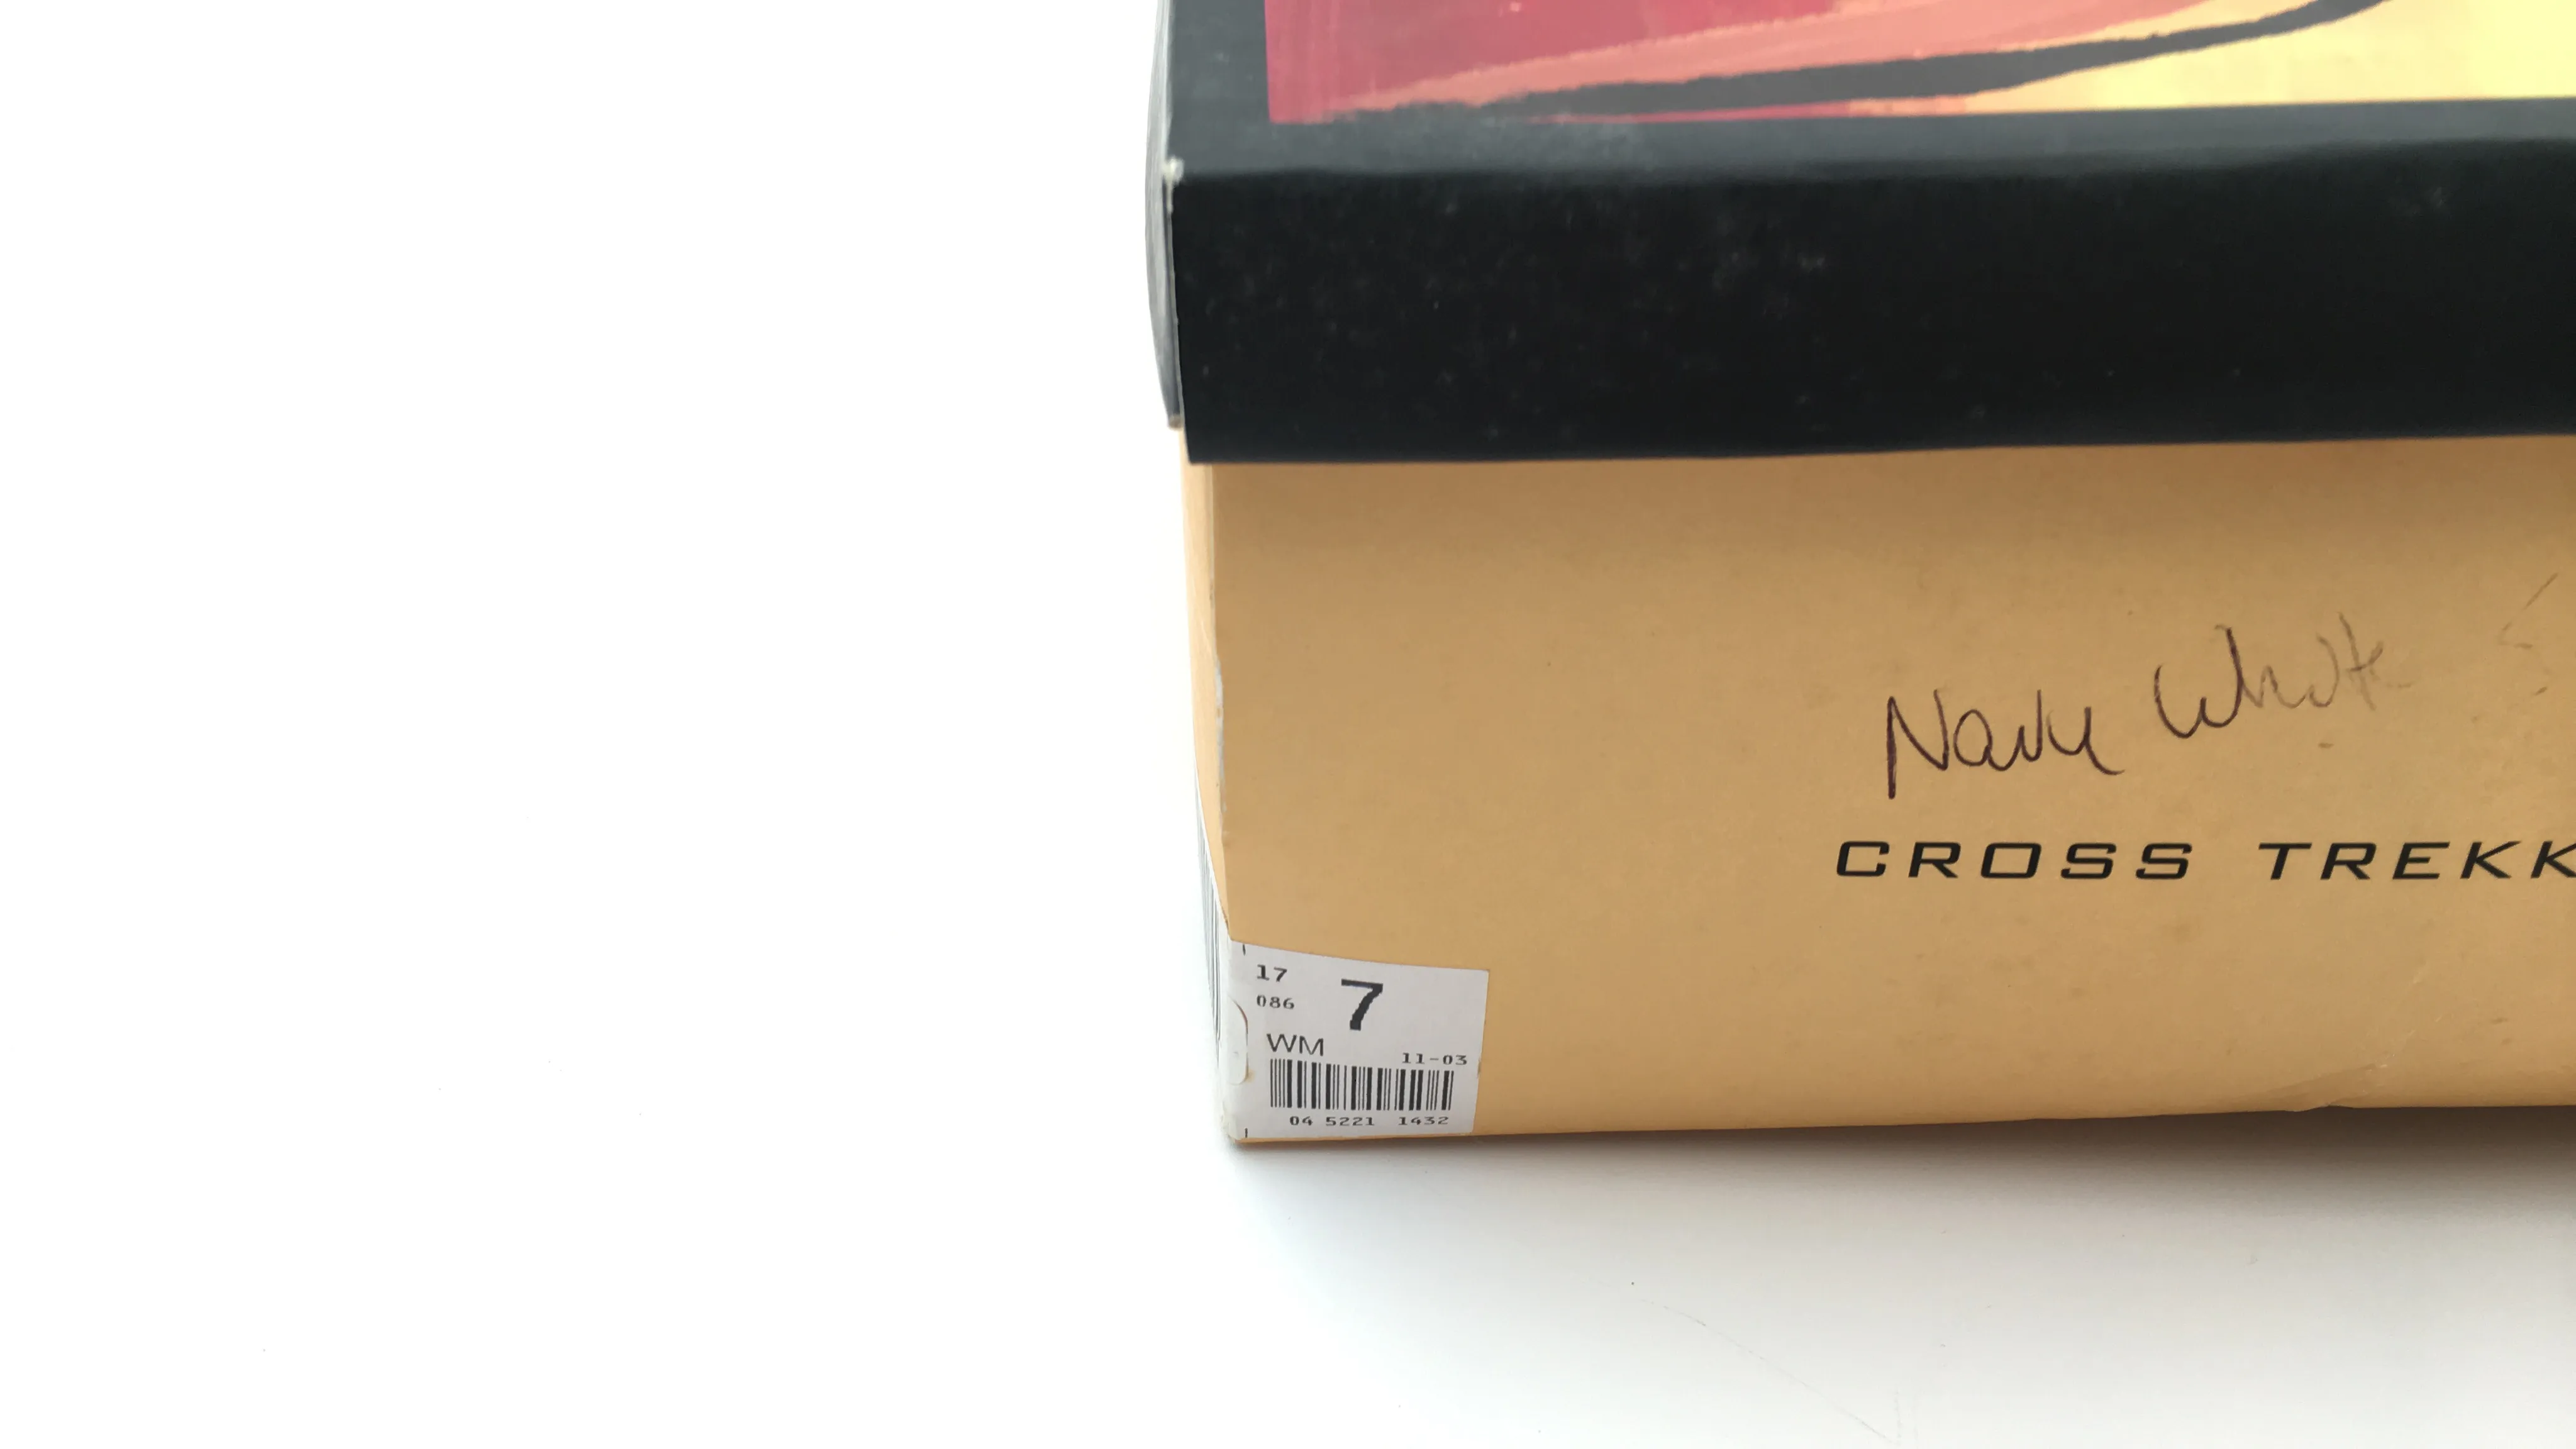 Navy White
CROSS TREKK
17
7
086
WM
11-03
04 5221 1432